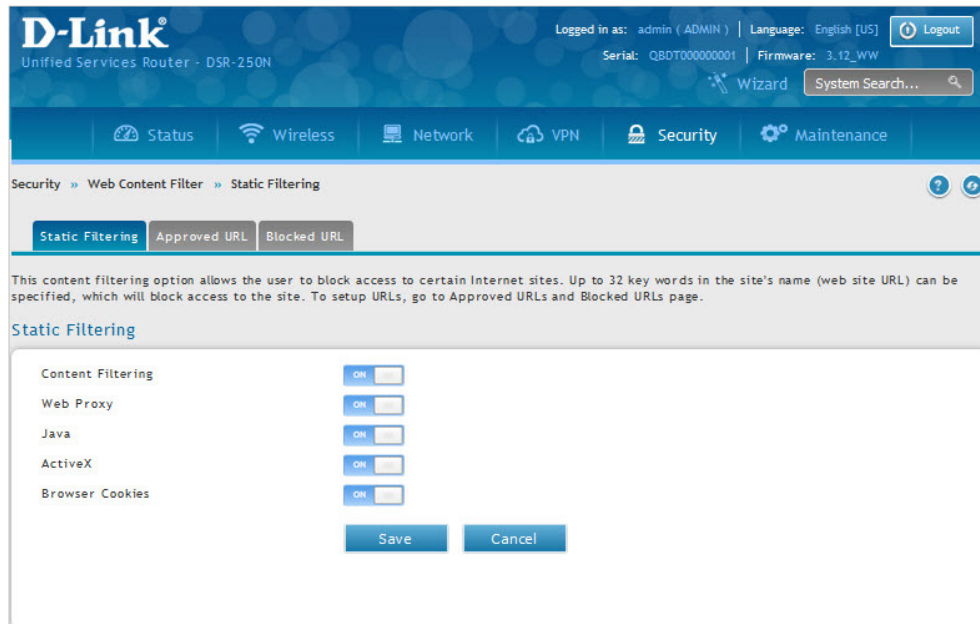 D-Link®
Logged in as: admin ( ADMIN ) | Language: English [US]
Logout
Unified Services Router - DSR-250N
Serial: QBDT000000001 | Firmware: 3.12_WW
Wizard
System Search...
Status
Wireless
Network
VPN
Security
Maintenance
Security » Web Content Filter » Static Filtering
?
Static Filtering
Approved URL
Blocked URL
This content filtering option allows the user to block access to certain Internet sites. Up to 32 key words in the site's name (web site URL) can be
specified, which will block access to the site. To setup URLs, go to Approved URLs and Blocked URLs page.
Static Filtering
Content Filtering ON
Web Proxy ON
Java ON
ActiveX ON
Browser Cookies ON
Save
Cancel